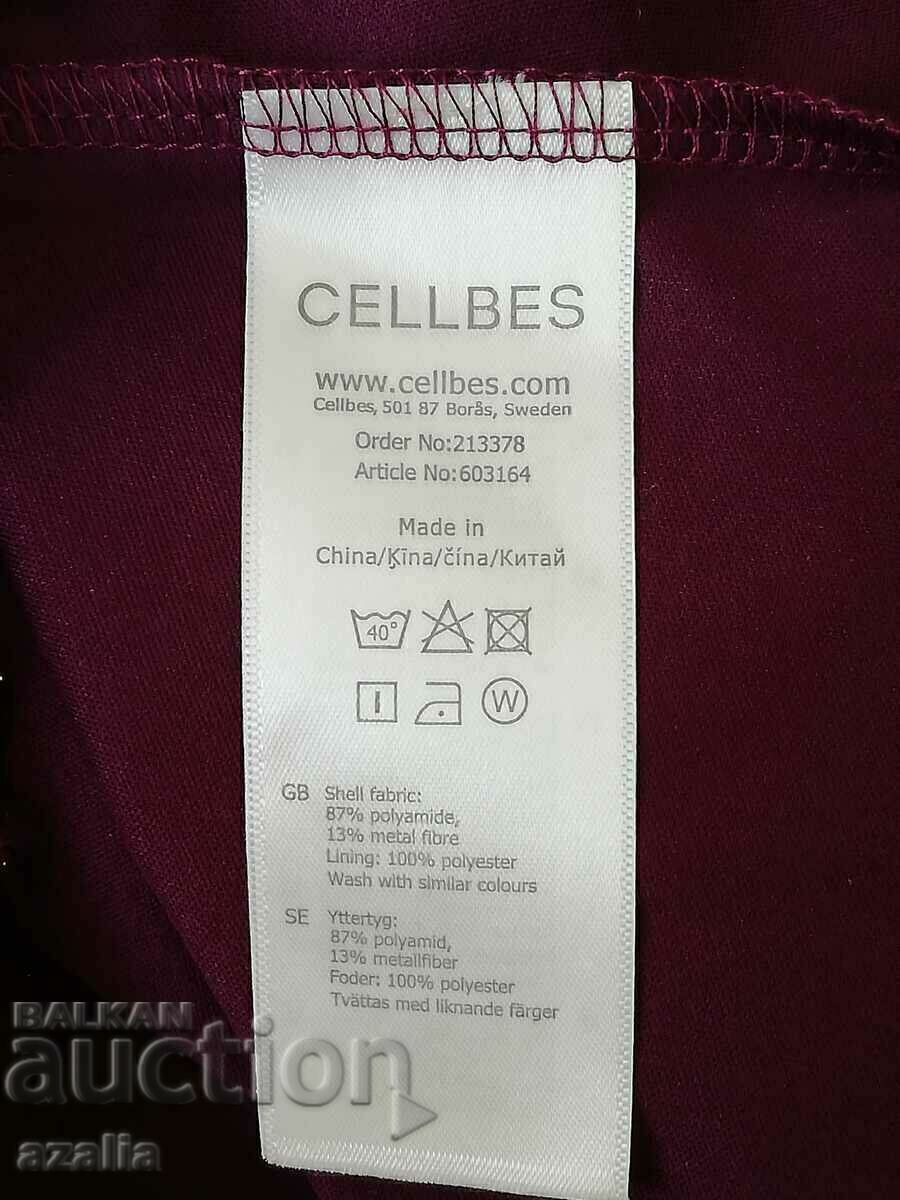 CELLBES
www.cellbes.com
Cellbes, 501 87 Borås, Sweden
Order No:213378
Article No:603164
Made in
China/Ķīna/čína/Китай
40°
I
W
GB Shell fabric:
87% polyamide,
13% metal fibre
Lining: 100% polyester
Wash with similar colours
SE Yttertyg:
87% polyamid,
13% metallfiber
Foder: 100% polyester
Tvättas med liknande färger
BALKAN
auction
azalia